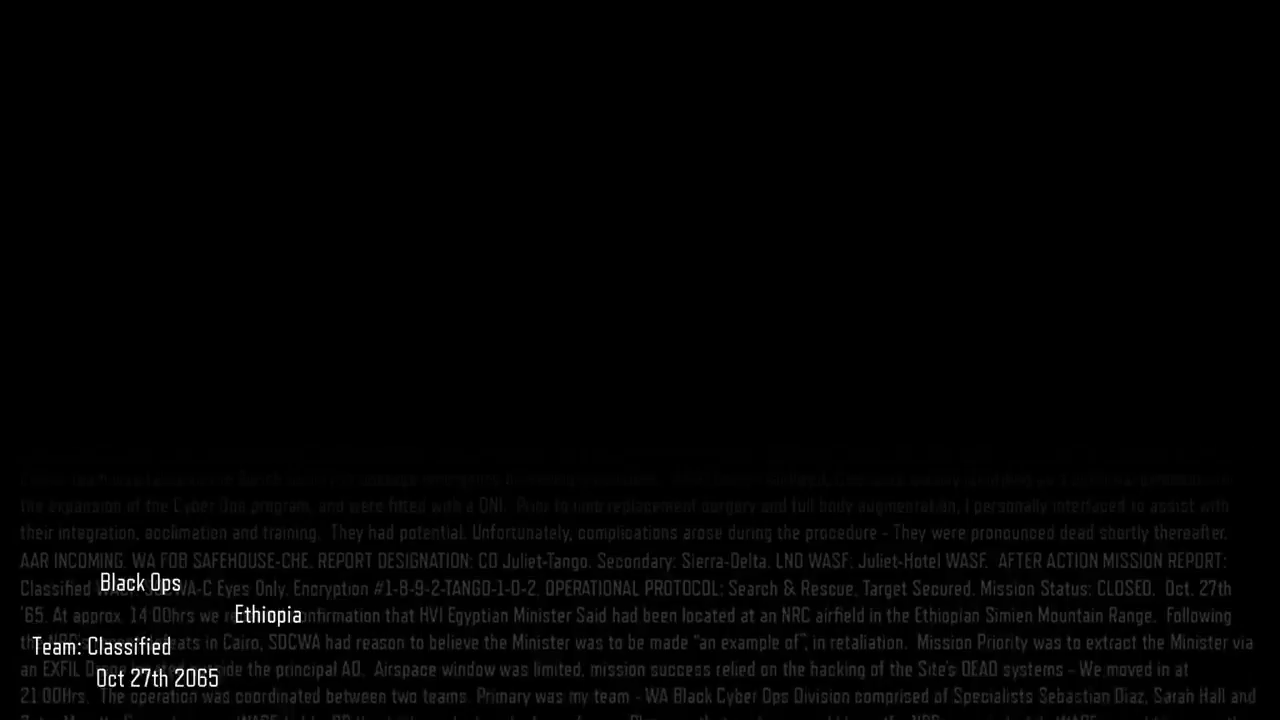 the expansion of the Cyber Ops program, and were fitted with a DNI. Prior to limb replacement surgery and full body augmentation, I personally interfaced to assist with
their integration, acclimation and training. They had potential. Unfortunately, complications arose during the procedure - They were pronounced dead shortly thereafter.
AAR INCOMING. WA FOB SAFEHOUSE-CHE. REPORT DESIGNATION: CO Juliet-Tango. Secondary: Sierra-Delta. LNO WASF: Juliet-Hotel WASF. AFTER ACTION MISSION REPORT:
Classified Eyes Only. Encryption #1-8-9-2-TANGO-1-0-2. OPERATIONAL PROTOCOL: Search & Rescue, Target Secured. Mission Status: CLOSED. Oct. 27th
Black Ops
'65. At approx. 14:00hrs we confirmation that HVI Egyptian Minister Said had been located at an NRC airfield in the Ethiopian Simien Mountain Range. Following
Ethiopia
in Cairo, SOCWA had reason to believe the Minister was to be made "an example of", in retaliation. Mission Priority was to extract the Minister via
Team: Classified
an EXFIL the principal AO. Airspace window was limited, mission success relied on the hacking of the Site's DEAD systems - We moved in at
Oct 27th 2065
21:00Hrs. The operation was coordinated between two teams. Primary was my team - WA Black Cyber Ops Division comprised of Specialists Sebastian Diaz, Sarah Hall and